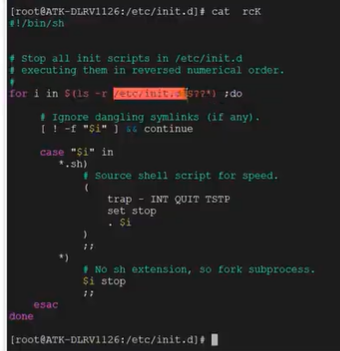 [root@ATK-DLRV1126:/etc/init.d]# cat rcK
#!/bin/sh
# Stop all init scripts in /etc/init.d
# executing them in reversed numerical order.
#
for i in $(ls -r /etc/init.d/S??*) ;do
# Ignore dangling symlinks (if any).
[ ! -f "$i" ] && continue
case "$i" in
*.sh)
# Source shell script for speed.
(
trap - INT QUIT TSTP
set stop
. $i
)
;;
*)
# No sh extension, so fork subprocess.
$i stop
;;
esac
done
[root@ATK-DLRV1126:/etc/init.d]#